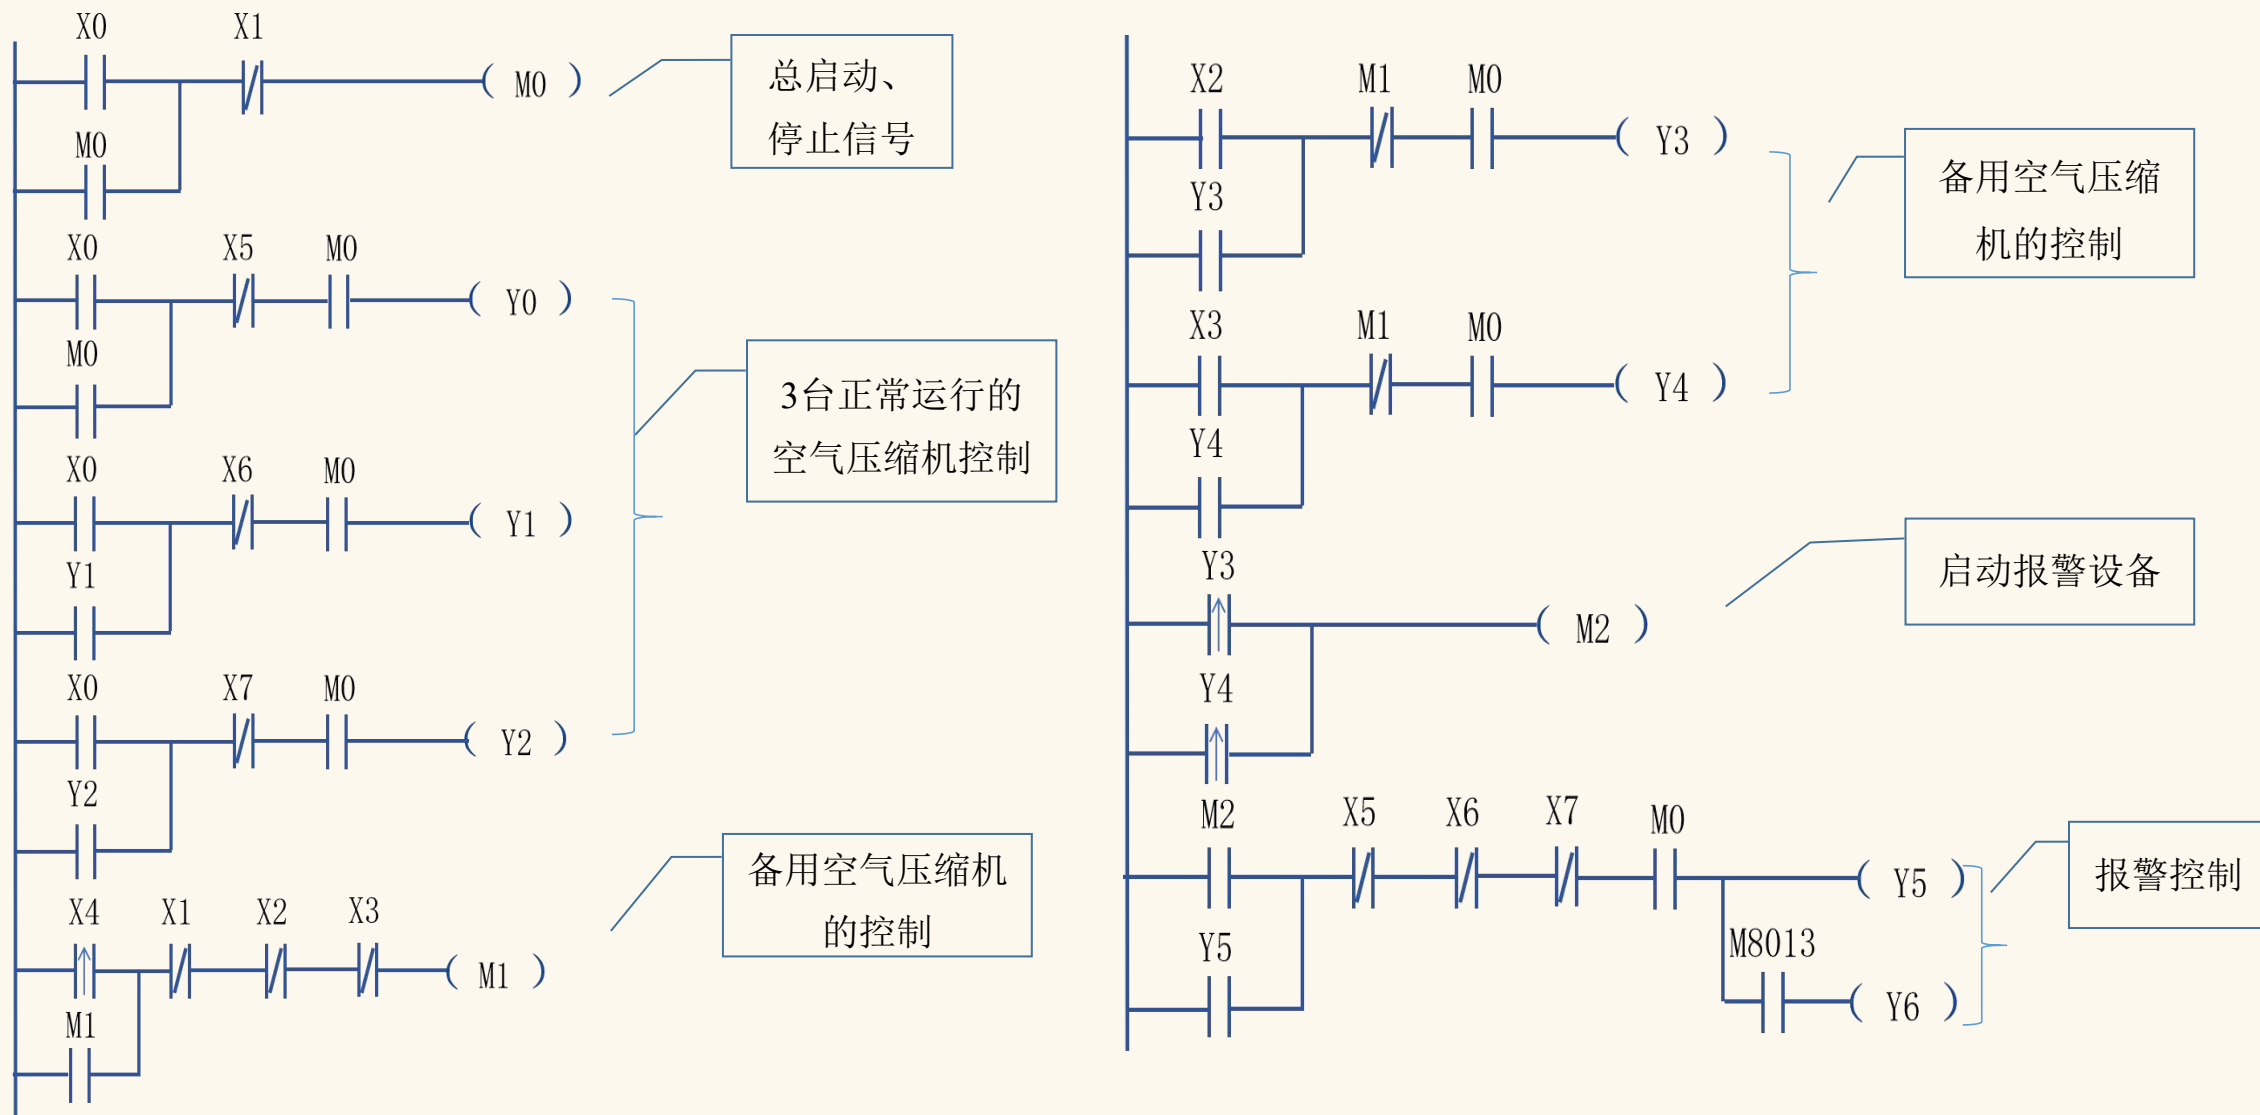 X0 X1
M0
总启动、
停止信号
M0
X0 X5 M0
Y0
M0
3台正常运行的
空气压缩机控制
X0 X6 M0
Y1
Y1
X0 X7 M0
Y2
Y2
备用空气压缩机
的控制
X4 X1 X2 X3
M1
M1
X2 M1 M0
Y3
备用空气压缩
机的控制
Y3
X3 M1 M0
Y4
Y4
Y3
启动报警设备
M2
Y4
M2 X5 X6 X7 M0
Y5
报警控制
Y5
M8013
Y6